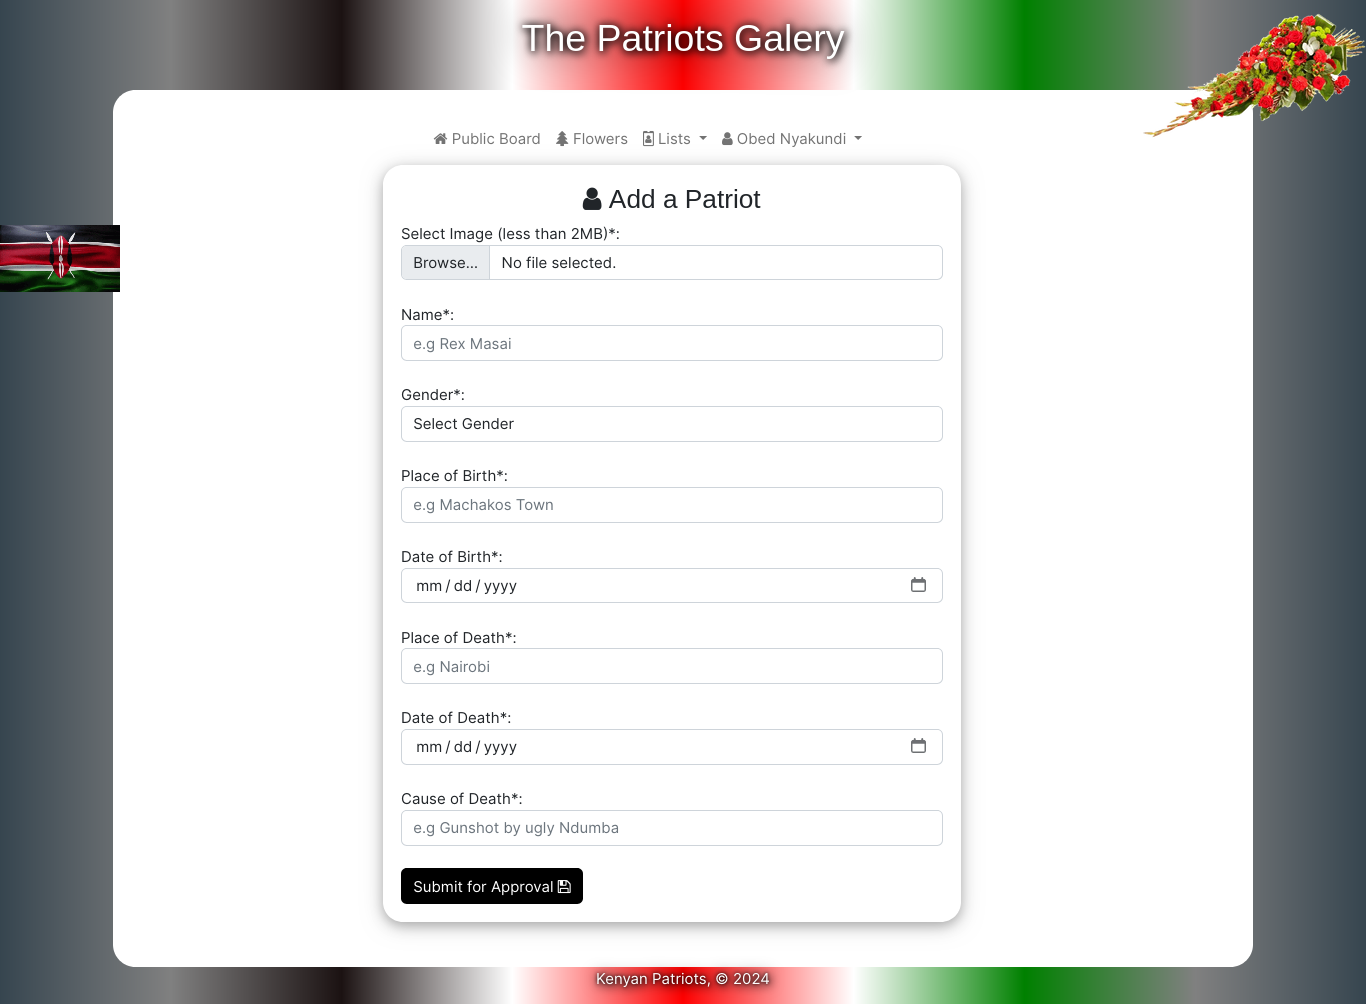 The Patriots Galery
Public Board Flowers Lists Obed Nyakundi
Add a Patriot
Select Image (less than 2MB)*:
Browse... No file selected.
Name*:
e.g Rex Masai
Gender*:
Select Gender
Place of Birth*:
e.g Machakos Town
Date of Birth*:
mm / dd / yyyy
Place of Death*:
e.g Nairobi
Date of Death*:
mm / dd / yyyy
Cause of Death*:
e.g Gunshot by ugly Ndumba
Submit for Approval
Kenyan Patriots, © 2024